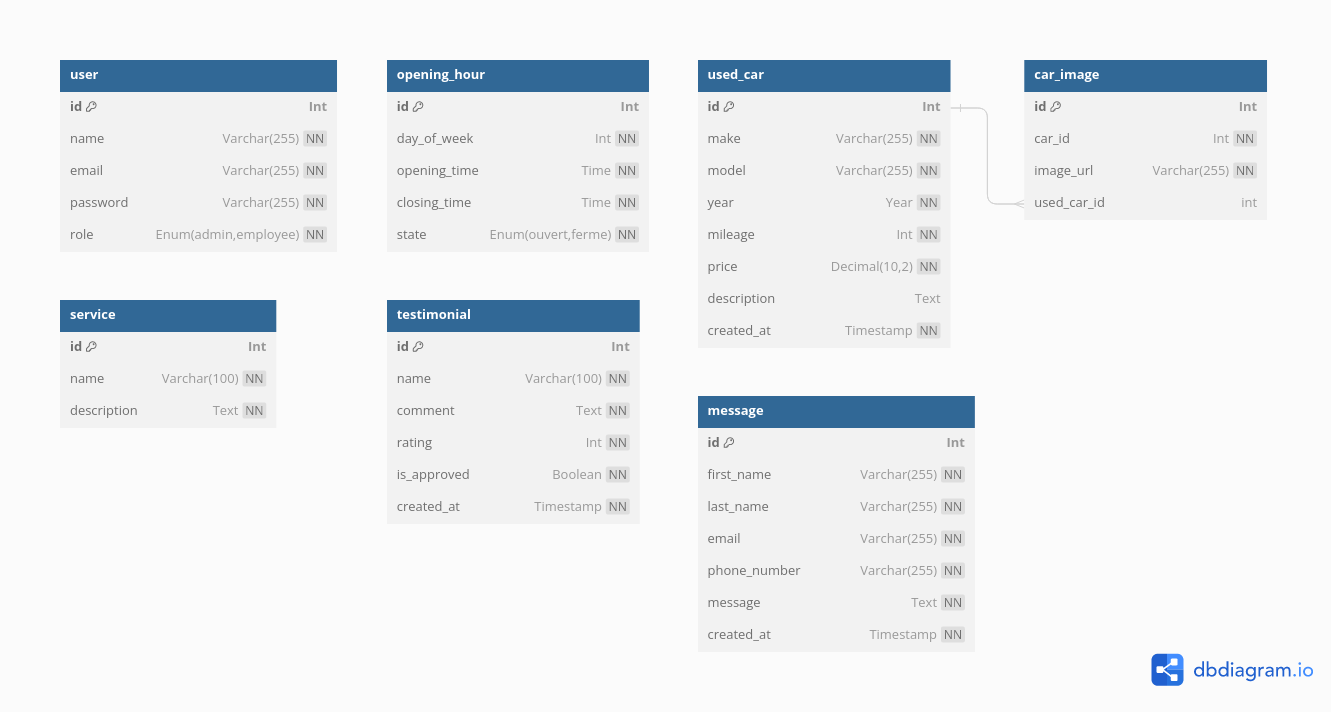 user
id Int
name Varchar(255) NN
email Varchar(255) NN
password Varchar(255) NN
role Enum(admin,employee) NN
opening_hour
id Int
day_of_week Int NN
opening_time Time NN
closing_time Time NN
state Enum(ouvert,ferme) NN
used_car
id Int
make Varchar(255) NN
model Varchar(255) NN
year Year NN
mileage Int NN
price Decimal(10,2) NN
description Text
created_at Timestamp NN
car_image
id Int
car_id Int NN
image_url Varchar(255) NN
used_car_id int
service
id Int
name Varchar(100) NN
description Text NN
testimonial
id Int
name Varchar(100) NN
comment Text NN
rating Int NN
is_approved Boolean NN
created_at Timestamp NN
message
id Int
first_name Varchar(255) NN
last_name Varchar(255) NN
email Varchar(255) NN
phone_number Varchar(255) NN
message Text NN
created_at Timestamp NN
dbdiagram.io